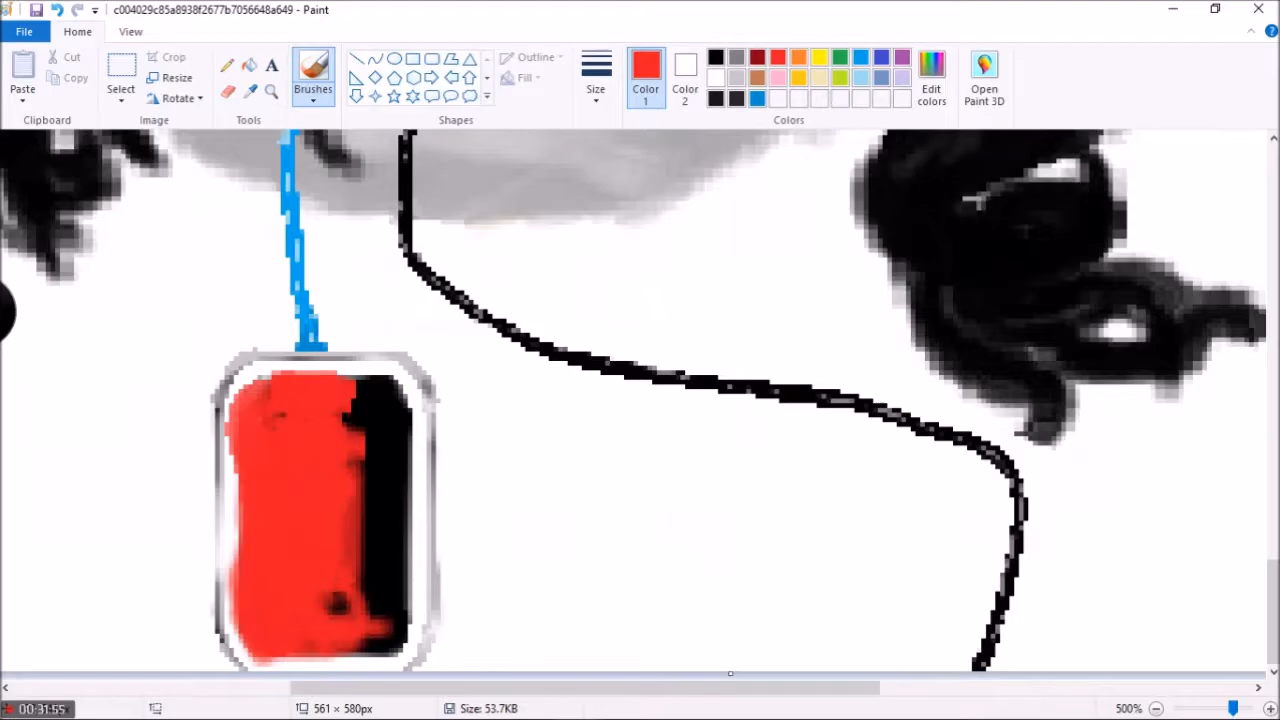 c004029c85a8938f2677b7056648a649 - Paint
File
Home
View
Paste
Cut
Copy
Clipboard
Select
Crop
Resize
Rotate
Image
A
Tools
Brushes
Shapes
Outline
Fill
Size
Color 1
Color 2
Edit colors
Open Paint 3D
Colors
00:31:55
561 × 580px
Size: 53.7KB
500%